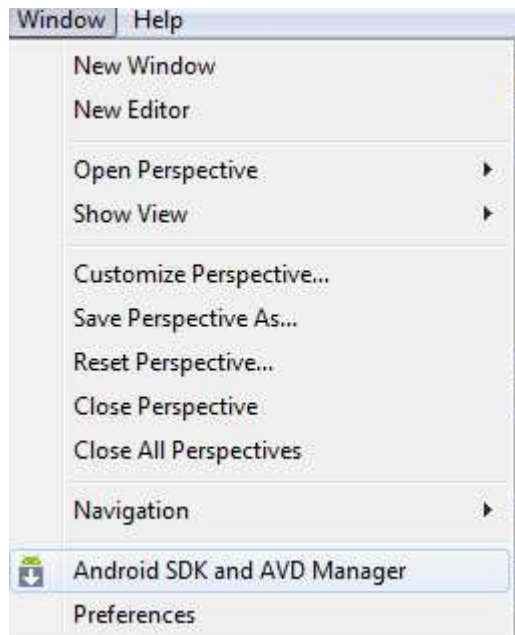 Window Help
New Window
New Editor
Open Perspective
Show View
Customize Perspective...
Save Perspective As...
Reset Perspective...
Close Perspective
Close All Perspectives
Navigation
Android SDK and AVD Manager
Preferences